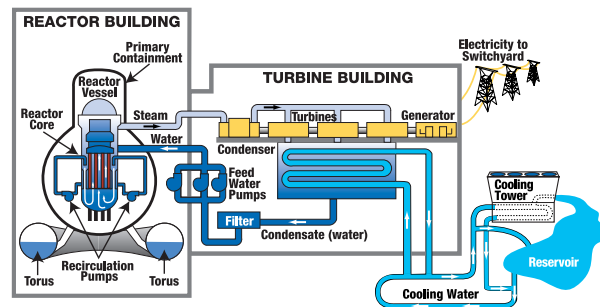 REACTOR BUILDING
Primary
Containment
Reactor
Vessel
Reactor
Core
Steam
Water
TURBINE BUILDING
Turbines
Generator
Condenser
Feed
Water
Pumps
Filter
Condensate (water)
Torus
Recirculation
Pumps
Torus
Electricity to
Switchyard
Cooling
Tower
Reservoir
Cooling Water